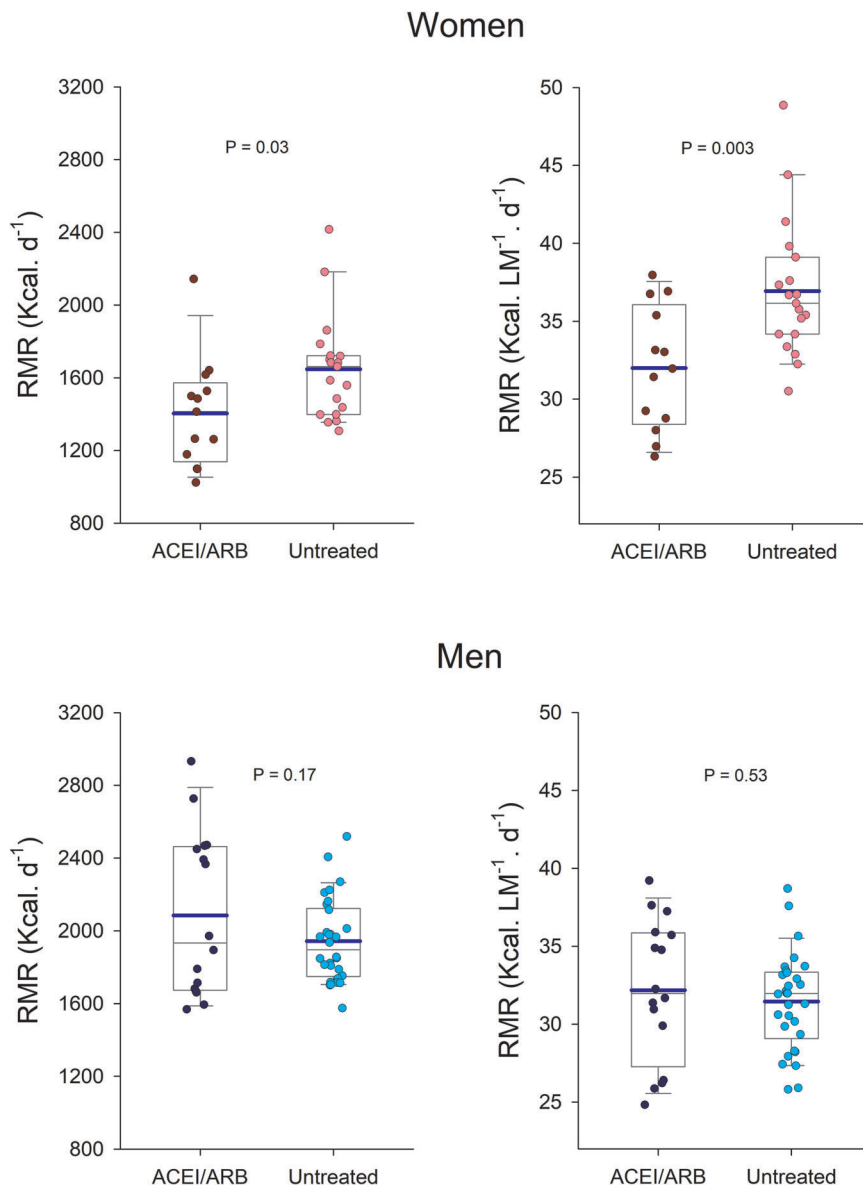 Women
3200
2800
2400
2000
1600
1200
800
RMR (Kcal. d⁻¹)
P = 0.03
ACEI/ARB
Untreated
50
45
40
35
30
25
RMR (Kcal. LM⁻¹. d⁻¹)
P = 0.003
ACEI/ARB
Untreated
Men
3200
2800
2400
2000
1600
1200
800
RMR (Kcal. d⁻¹)
P = 0.17
ACEI/ARB
Untreated
50
45
40
35
30
25
RMR (Kcal. LM⁻¹. d⁻¹)
P = 0.53
ACEI/ARB
Untreated